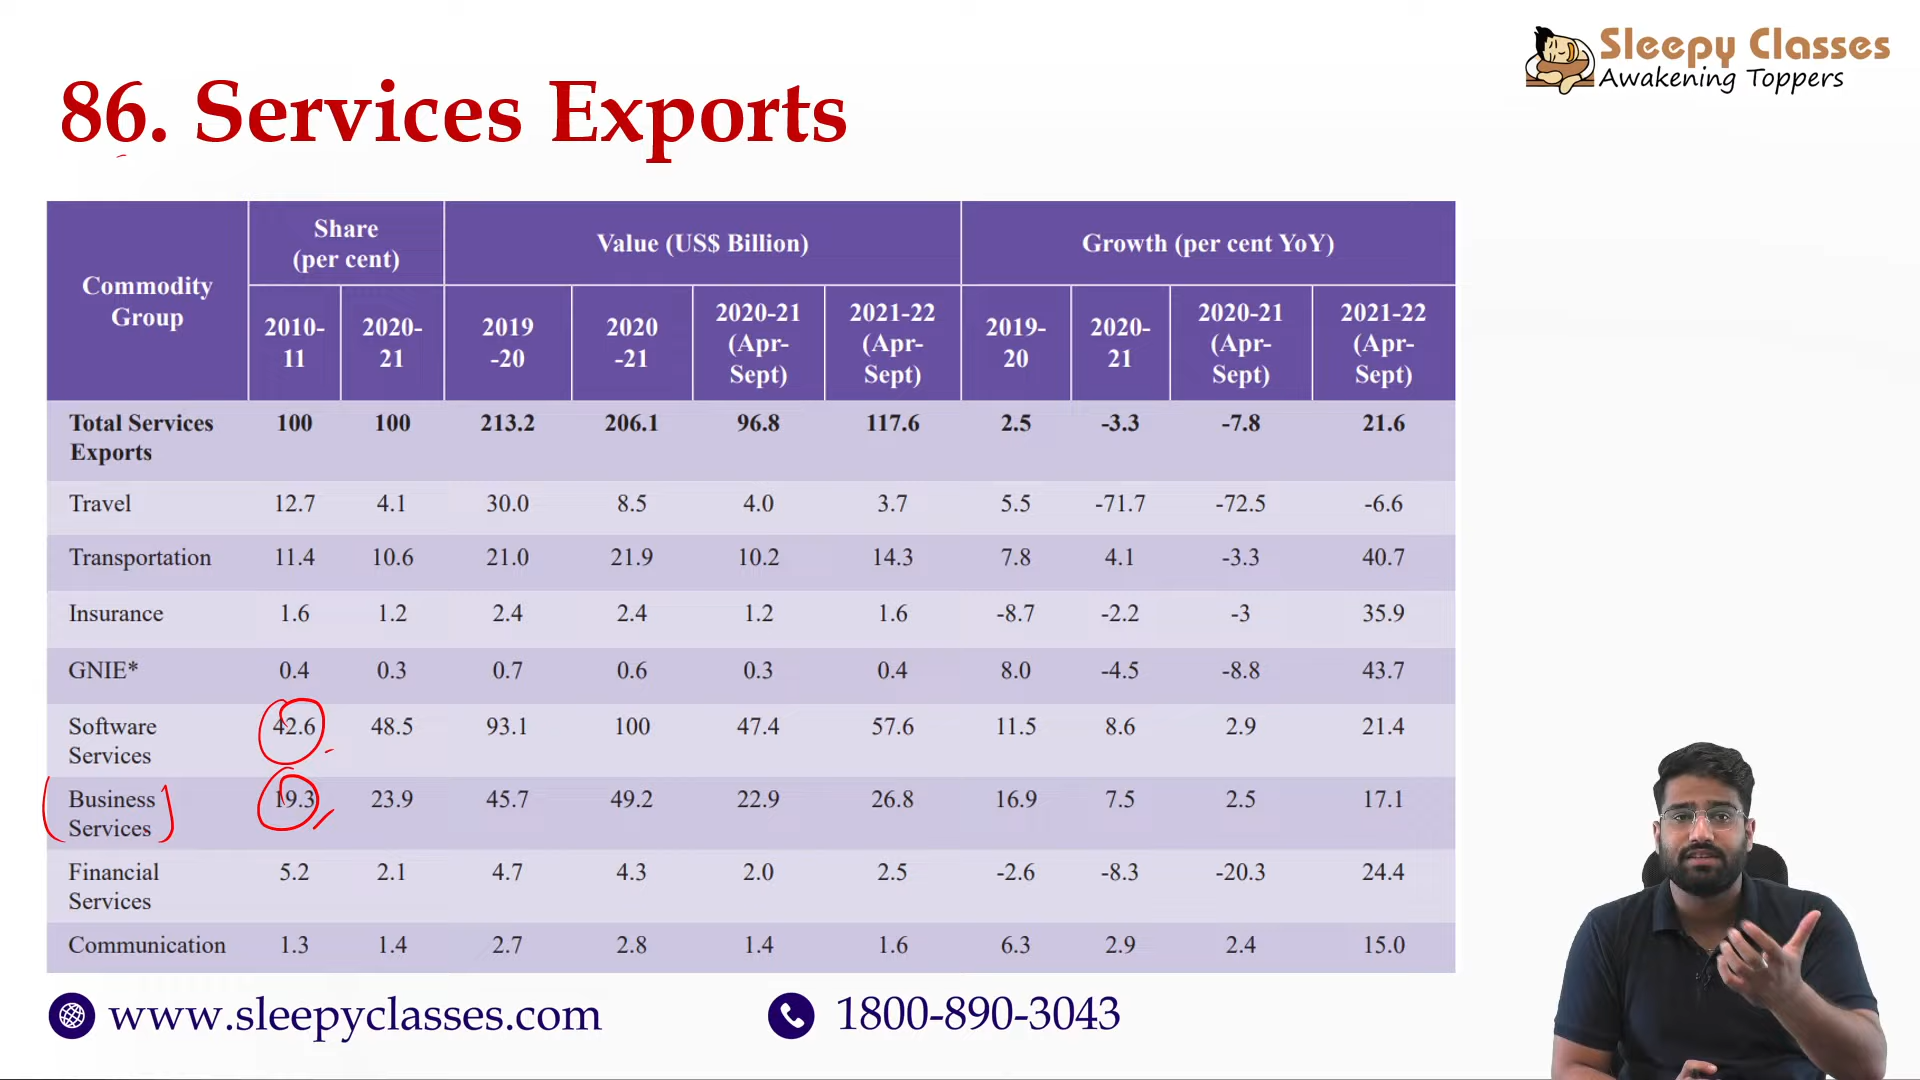 Sleepy Classes
Awakening Toppers
86. Services Exports
Commodity Group
Share (per cent)
Value (US$ Billion)
Growth (per cent YoY)
2010-11 2020-21 2019-20 2020-21 2020-21 (Apr-Sept) 2021-22 (Apr-Sept) 2019-20 2020-21 2020-21 (Apr-Sept) 2021-22 (Apr-Sept)
Total Services Exports 100 100 213.2 206.1 96.8 117.6 2.5 -3.3 -7.8 21.6
Travel 12.7 4.1 30.0 8.5 4.0 3.7 5.5 -71.7 -72.5 -6.6
Transportation 11.4 10.6 21.0 21.9 10.2 14.3 7.8 4.1 -3.3 40.7
Insurance 1.6 1.2 2.4 2.4 1.2 1.6 -8.7 -2.2 -3 35.9
GNIE* 0.4 0.3 0.7 0.6 0.3 0.4 8.0 -4.5 -8.8 43.7
Software Services 42.6 48.5 93.1 100 47.4 57.6 11.5 8.6 2.9 21.4
Business Services 19.3 23.9 45.7 49.2 22.9 26.8 16.9 7.5 2.5 17.1
Financial Services 5.2 2.1 4.7 4.3 2.0 2.5 -2.6 -8.3 -20.3 24.4
Communication 1.3 1.4 2.7 2.8 1.4 1.6 6.3 2.9 2.4 15.0
www.sleepyclasses.com
1800-890-3043